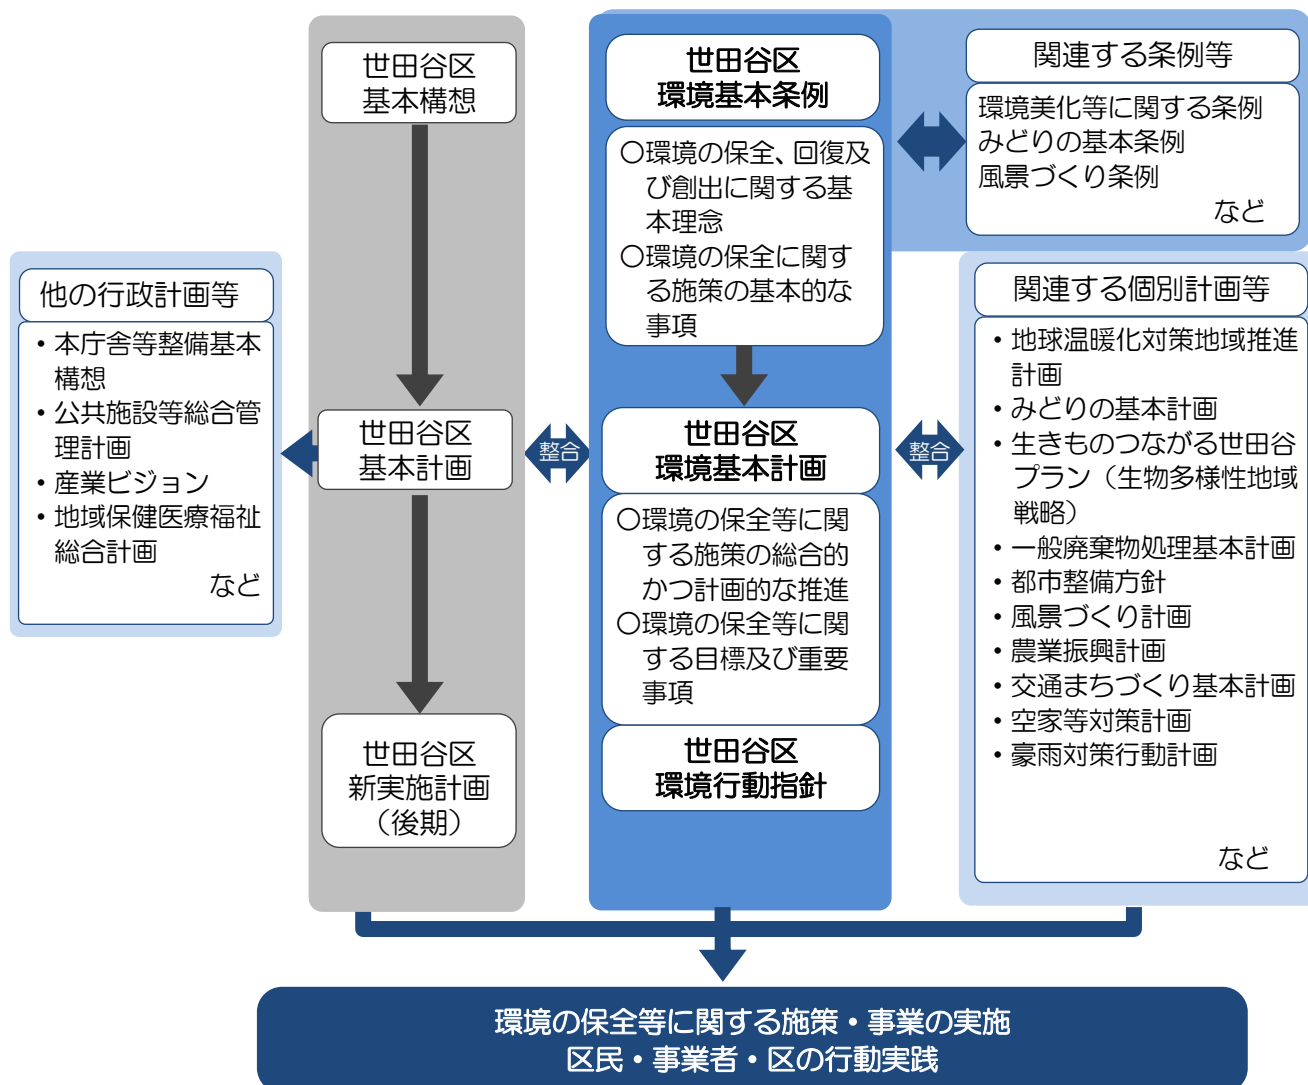 世田谷区
基本構想
世田谷区
環境基本条例
〇環境の保全、回復及
び創出に関する基
本理念
〇環境の保全に関す
る施策の基本的な
事項
関連する条例等
環境美化等に関する条例
みどりの基本条例
風景づくり条例
など
他の行政計画等
・本庁舎等整備基本
構想
・公共施設等総合管
理計画
・産業ビジョン
・地域保健医療福祉
総合計画
など
世田谷区
基本計画
整合
世田谷区
環境基本計画
整合
〇環境の保全等に関
する施策の総合的
かつ計画的な推進
〇環境の保全等に関
する目標及び重要
事項
関連する個別計画等
・地球温暖化対策地域推進
計画
・みどりの基本計画
・生きものつながる世田谷
プラン（生物多様性地域
戦略）
・一般廃棄物処理基本計画
・都市整備方針
・風景づくり計画
・農業振興計画
・交通まちづくり基本計画
・空家等対策計画
・豪雨対策行動計画
など
世田谷区
新実施計画
（後期）
世田谷区
環境行動指針
環境の保全等に関する施策・事業の実施
区民・事業者・区の行動実践